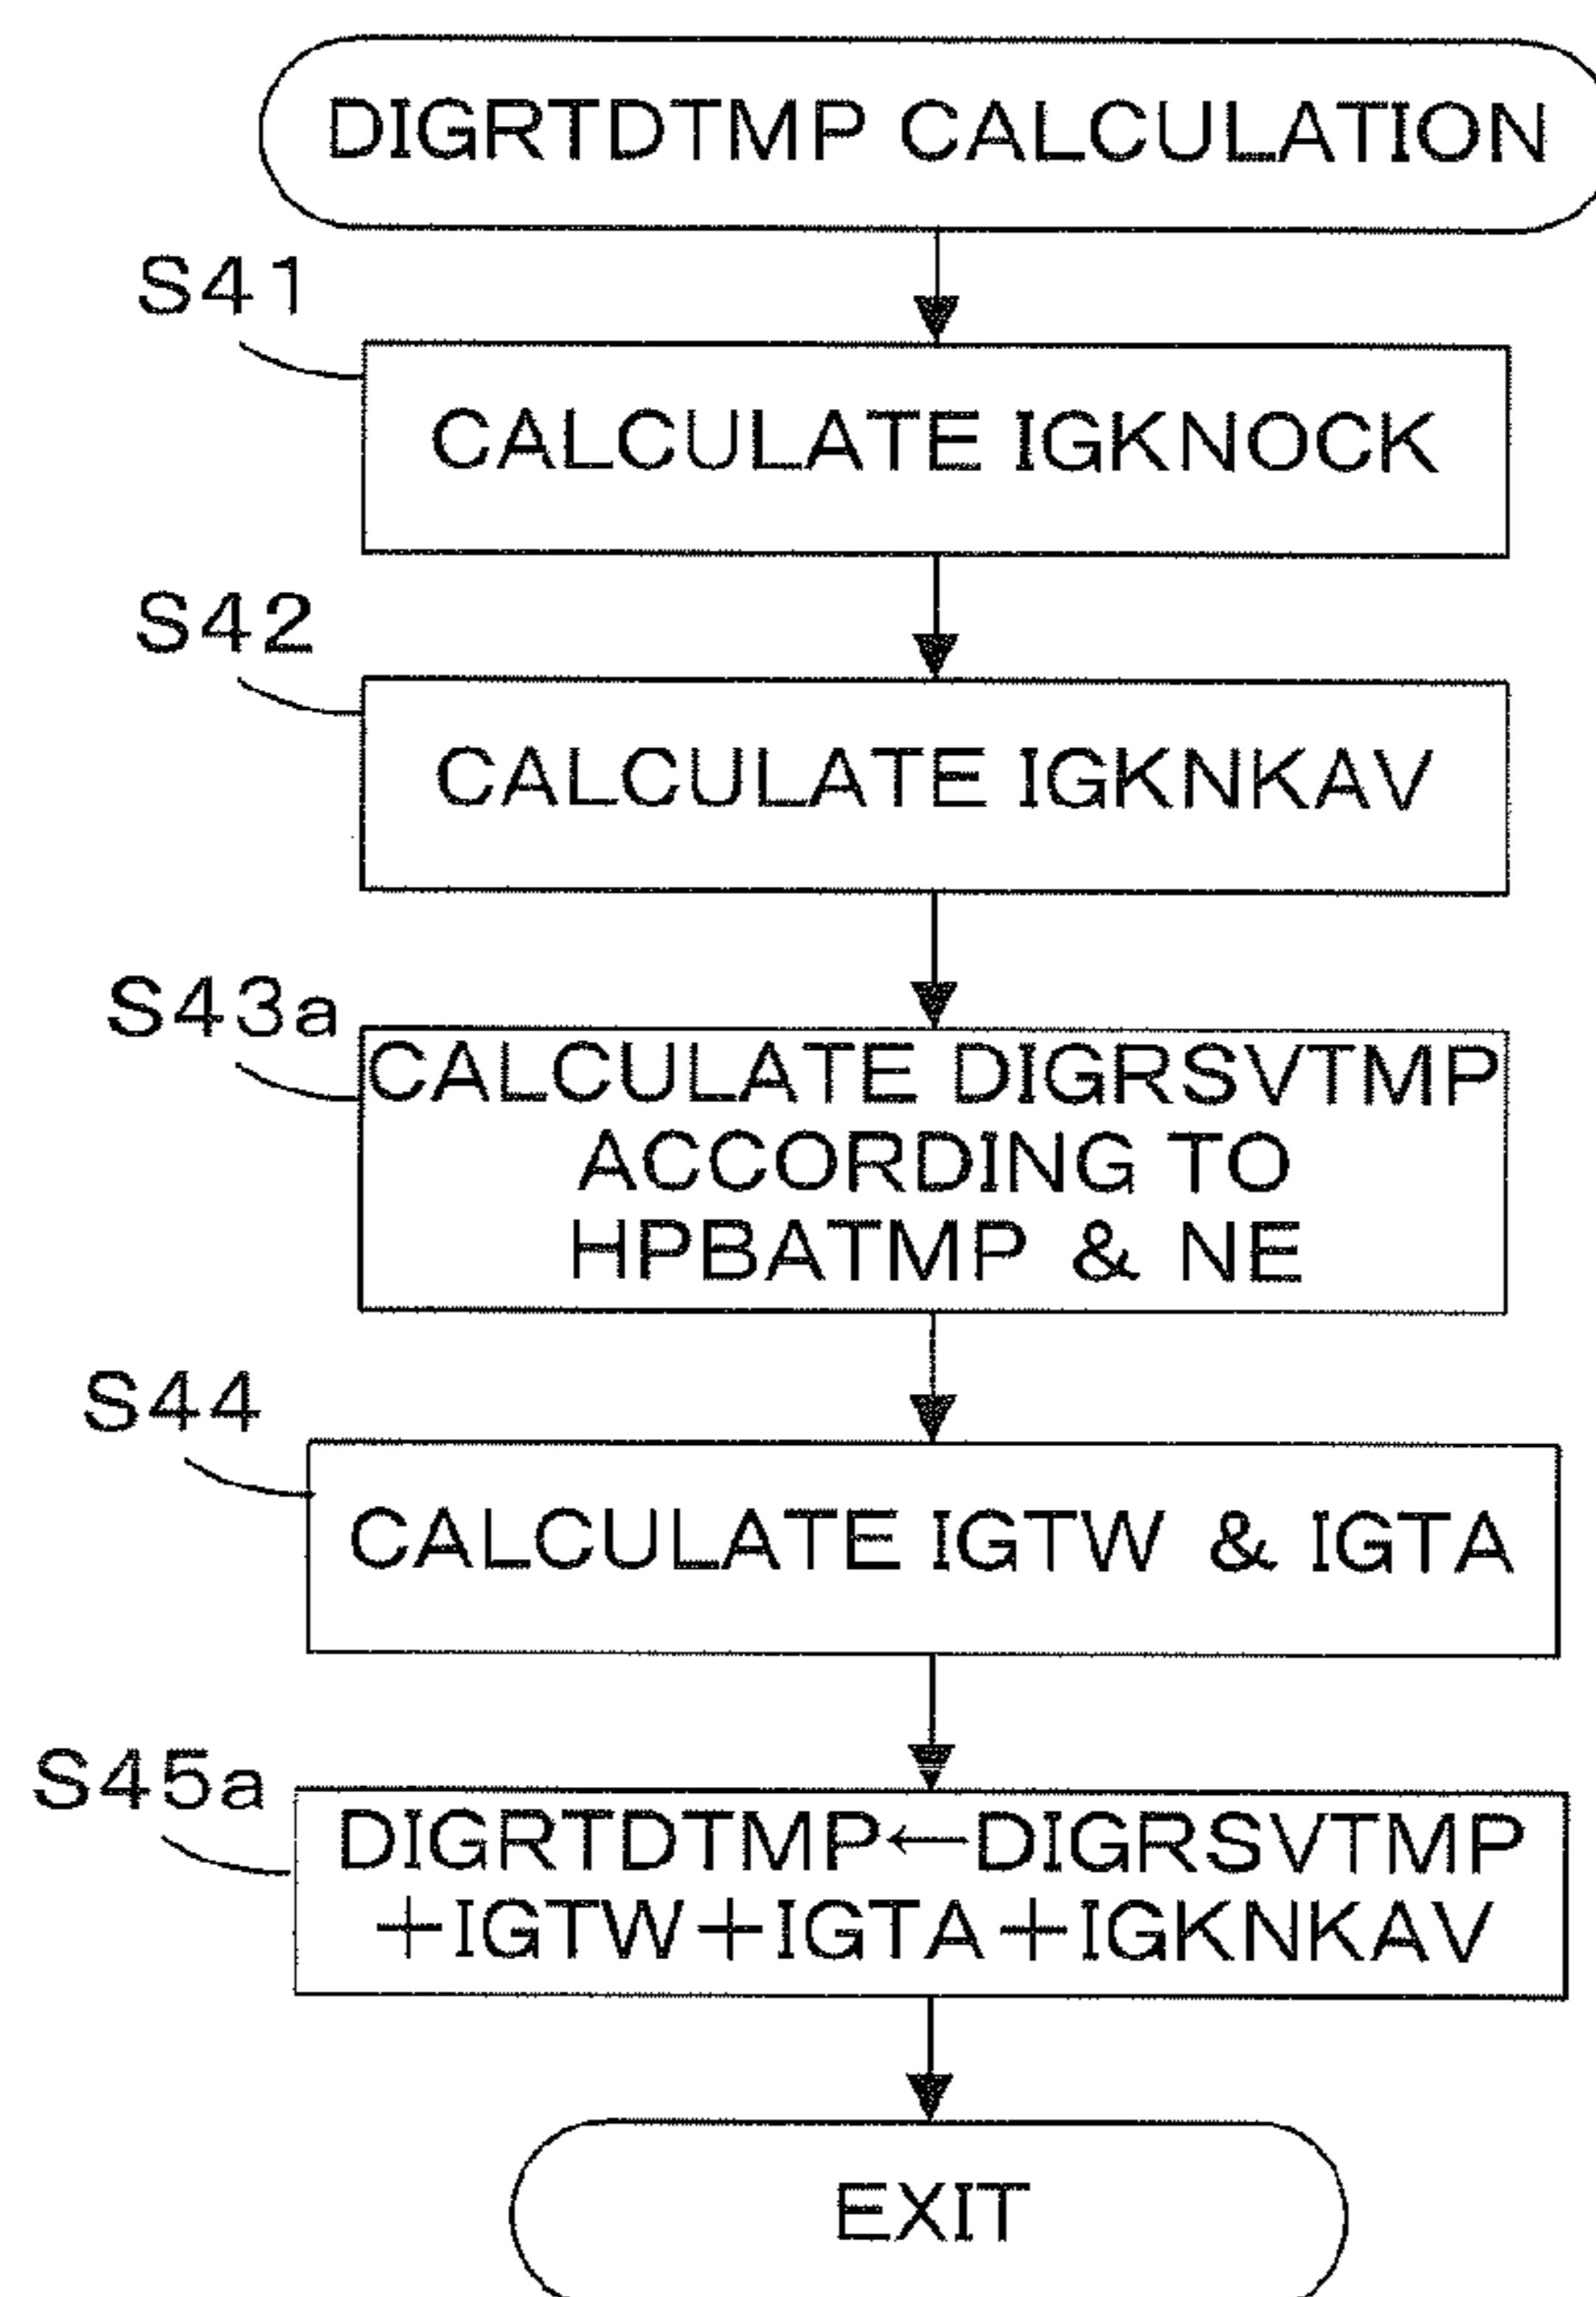 DIGRTDTMP CALCULATION
S41
CALCULATE IGKNOCK
S42
CALCULATE IGKNKAV
S43a
CALCULATE DIGRSVTMP
ACCORDING TO
HPBATMP & NE
S44
CALCULATE IGTW & IGTA
S45a
DIGRTDTMP←DIGRSVTMP
+IGTW+IGTA+IGKNKAV
EXIT